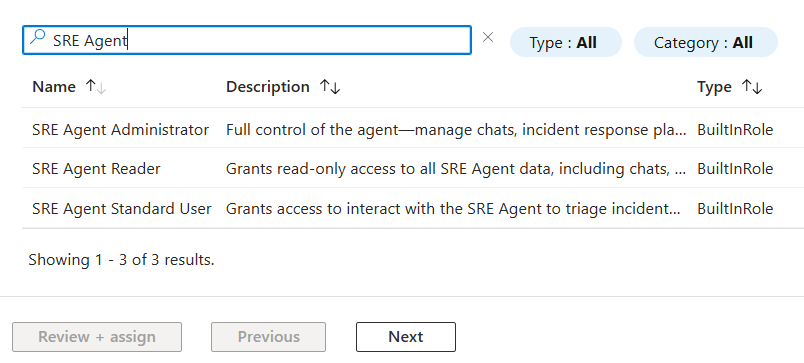 SRE Agent
Type : All
Category : All
Name
Description
Type
SRE Agent Administrator Full control of the agent—manage chats, incident response pla... BuiltInRole
SRE Agent Reader Grants read-only access to all SRE Agent data, including chats, ... BuiltInRole
SRE Agent Standard User Grants access to interact with the SRE Agent to triage incident... BuiltInRole
Showing 1 - 3 of 3 results.
Review + assign
Previous
Next